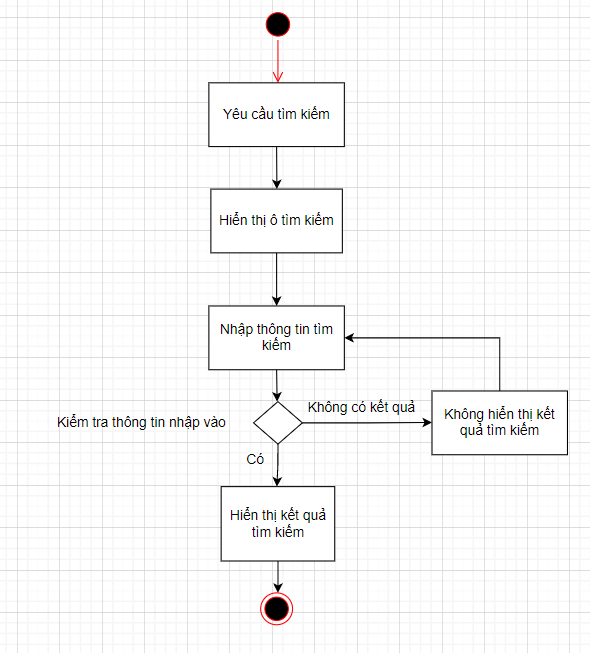 Yêu cầu tìm kiếm
Hiển thị ô tìm kiếm
Nhập thông tin tìm
kiếm
Không có kết quả
Kiểm tra thông tin nhập vào
Không hiển thị kết
quả tìm kiếm
Có
Hiển thị kết quả
tìm kiếm